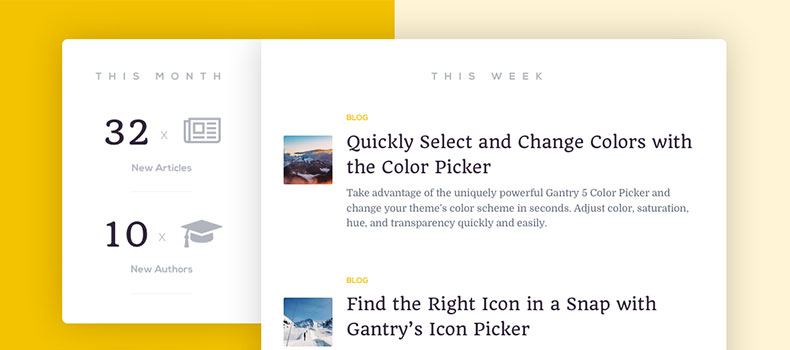 THIS MONTH
32 x
New Articles
10 x
New Authors
THIS WEEK
BLOG
Quickly Select and Change Colors with
the Color Picker
Take advantage of the uniquely powerful Gantry 5 Color Picker and
change your theme's color scheme in seconds. Adjust color, saturation,
hue, and transparency quickly and easily.
BLOG
Find the Right Icon in a Snap with
Gantry's Icon Picker